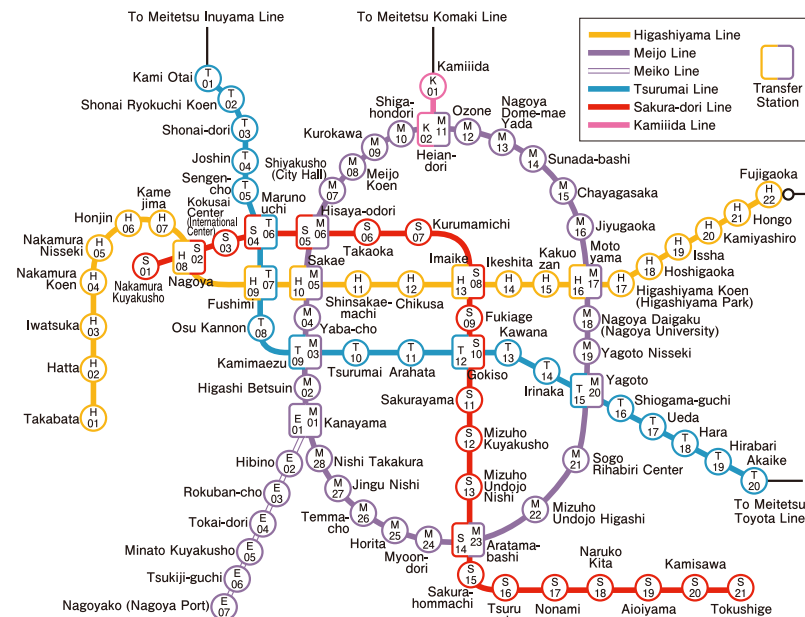 To Meitetsu Inuyama Line
To Meitetsu Komaki Line
Higashiyama Line
Meijo Line
Meiko Line
Tsurumai Line
Sakura-dori Line
Kamiiida Line
Transfer
Station
Kami Otai
T
01
Shonai Ryokuchi Koen
T
02
Shonai-dori
T
03
Joshin
T
04
Sengen-
cho
T
05
Maruno
uchi
S
04
T
06
Kamiiida
K
01
Shiga-
hondori
M
10
K
02
M
11
Heian-
dori
Ozone
M
12
Nagoya
Dome-mae
Yada
M
13
Sunada-bashi
M
14
Chayagasaka
M
15
Jiyugaoka
M
16
Moto
yama
H
16
M
17
Kurokawa
M
09
Meijo
Koen
M
08
Shiyakusho
(City Hall)
M
07
Hisaya-odori
S
05
M
06
Kokusai
Center
(International
Center)
S
03
Kame
jima
H
07
Honjin
H
06
Nakamura
Nisseki
H
05
Nakamura
Koen
H
04
Iwatsuka
H
03
Hatta
H
02
Takabata
H
01
S
01
Nakamura
Kuyakusho
H
08
S
02
Nagoya
Takaoka
S
06
Kurumamichi
S
07
Fushimi
H
09
T
07
Sakae
H
10
M
05
Shinsakae-
machi
H
11
Chikusa
H
12
Imaike
H
13
S
08
Ikeshita
H
14
Kakuo
zan
H
15
Higashiyama Koen
(Higashiyama Park)
H
17
Hoshigaoka
H
18
Issha
H
19
Kamiyashiro
H
20
Hongo
H
21
Fujigaoka
H
22
Osu Kannon
T
08
Yaba-cho
M
04
Kamimaezu
T
09
M
03
Tsurumai
T
10
Arahata
T
11
Fukiage
S
09
Gokiso
T
12
S
10
Kawana
T
13
Irinaka
T
14
Nagoya Daigaku
(Nagoya University)
M
18
Yagoto Nisseki
M
19
Yagoto
T
15
M
20
Shiogama-guchi
T
16
Ueda
T
17
Hara
T
18
Hirabari
T
19
Akaike
T
20
To Meitetsu
Toyota Line
Higashi Betsuin
M
02
Kanayama
E
01
M
01
Hibino
E
02
Rokuban-cho
E
03
Tokai-dori
E
04
Minato Kuyakusho
E
05
Tsukiji-guchi
E
06
Nagoyako (Nagoya Port)
E
07
Nishi Takakura
M
28
Jingu Nishi
M
27
Temma-
cho
M
26
Horita
M
25
Myoon-
dori
M
24
Sakurayama
S
11
Mizuho
Kuyakusho
S
12
Mizuho
Undojo
Nishi
S
13
S
14
M
23
Aratama-
bashi
Mizuho
Undojo Higashi
M
22
Sogo
Rihabiri Center
M
21
Sakura-
hommachi
S
15
Tsuru
S
16
Nonami
S
17
Naruko
Kita
S
18
Aioiyama
S
19
Kamisawa
S
20
Tokushige
S
21